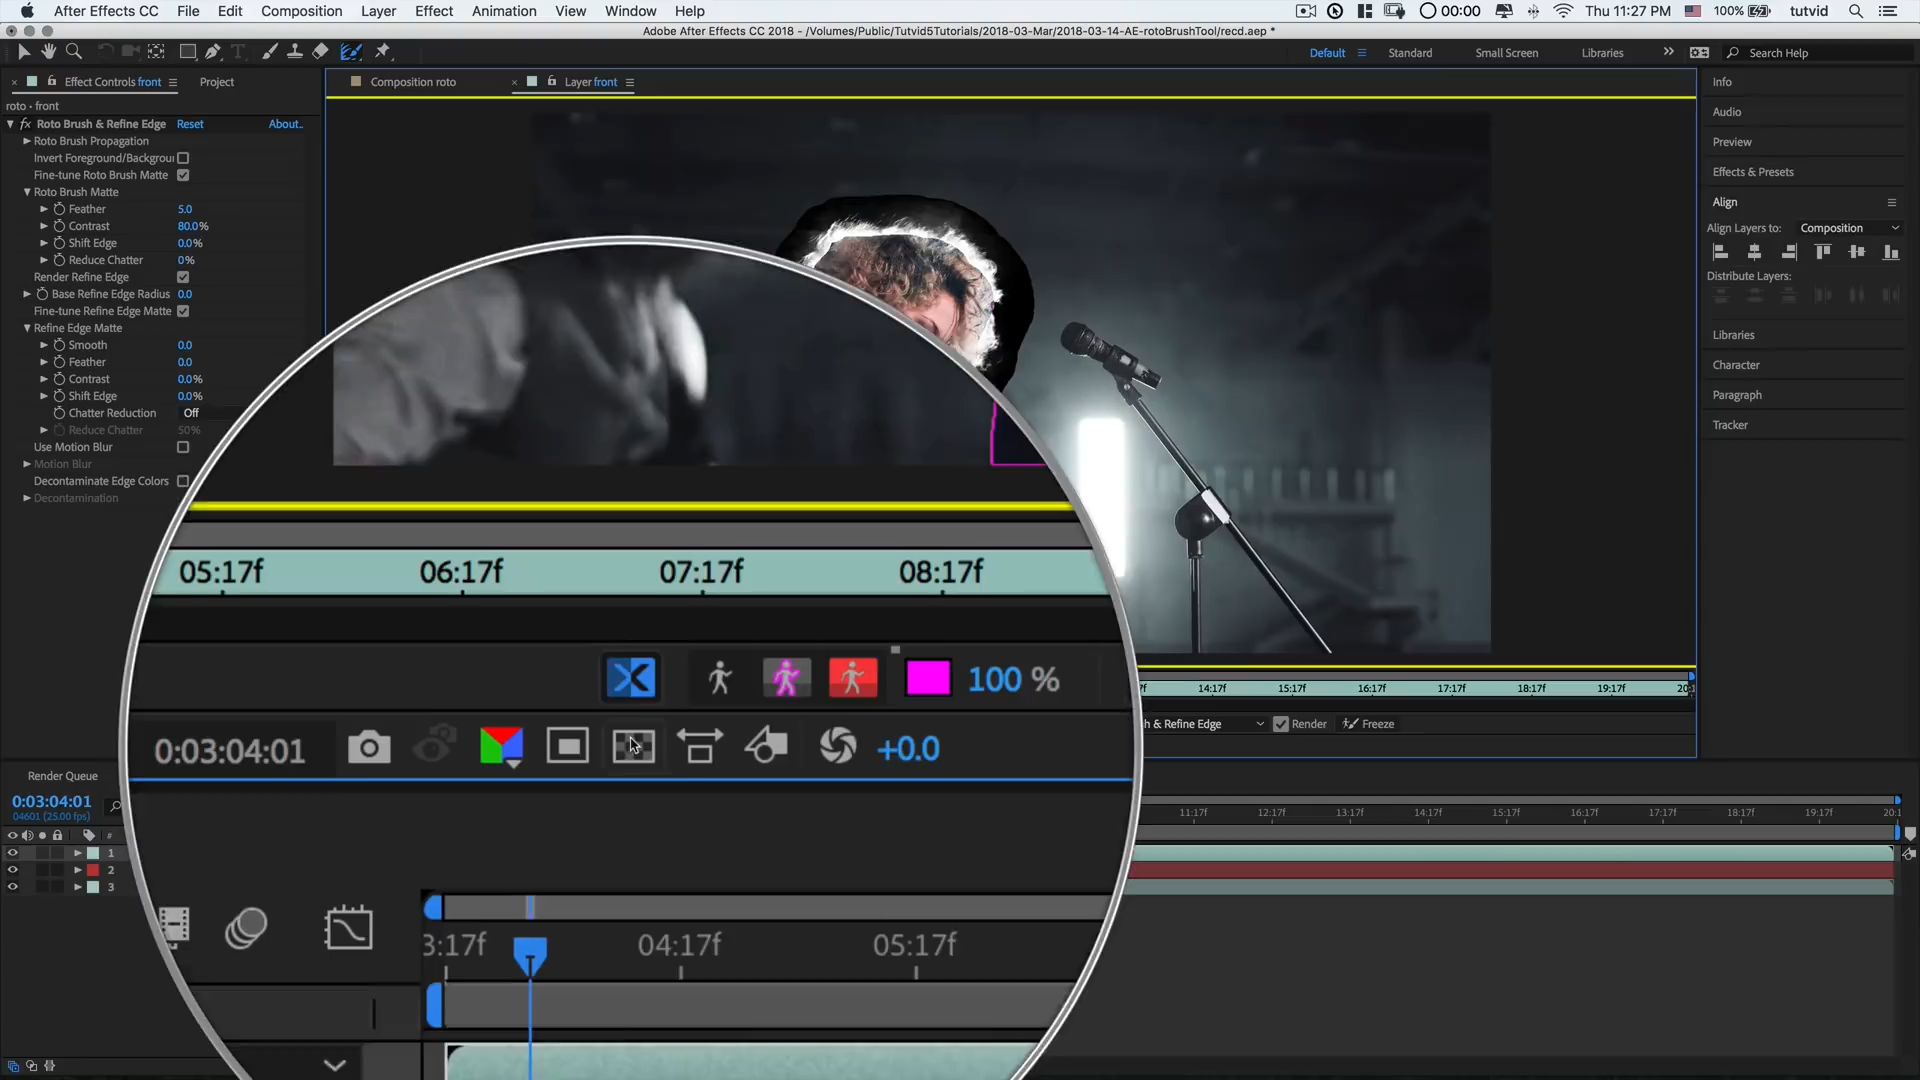 After Effects CC File Edit Composition Layer Effect Animation View Window Help 00:00 Thu 11:27 PM 100% tutvid
Adobe After Effects CC 2018 - /Volumes/Public/Tutvid5Tutorials/2018-03-Mar/2018-03-14-AE-rotoBrushTool/recd.aep *
Default Standard Small Screen Libraries Search Help
Effect Controls front Project Composition roto Layer front Info
roto • front
fx Roto Brush & Refine Edge Reset About..
Roto Brush Propagation
Invert Foreground/Backgrour
Fine-tune Roto Brush Matte
Roto Brush Matte
Feather 5.0
Contrast 80.0%
Shift Edge 0.0%
Reduce Chatter 0%
Render Refine Edge
Base Refine Edge Radius 0.0
Fine-tune Refine Edge Matte
Refine Edge Matte
Smooth 0.0
Feather 0.0
Contrast 0.0%
Shift Edge 0.0%
Chatter Reduction Off
Reduce Chatter 50%
Use Motion Blur
Motion Blur
Decontaminate Edge Colors
Decontamination
Audio
Preview
Effects & Presets
Align
Align Layers to: Composition
Distribute Layers:
Libraries
Character
Paragraph
Tracker
05:17f 06:17f 07:17f 08:17f
100 %
0:03:04:01 +0.0
3:17f 04:17f 05:17f
14:17f 15:17f 16:17f 17:17f 18:17f 19:17f 20:
h & Refine Edge Render Freeze
Render Queue
0:03:04:01
04601 (25.00 fps)
#
1
2
3
11:17f 12:17f 13:17f 14:17f 15:17f 16:17f 17:17f 18:17f 19:17f 20:1